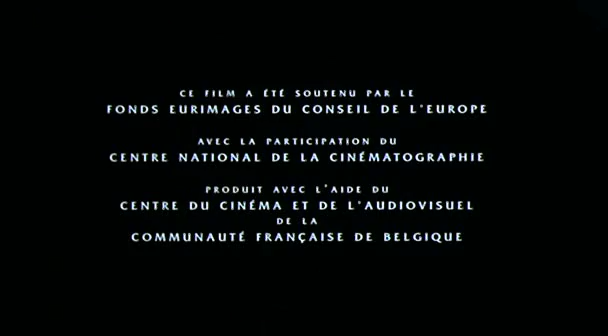 CE FILM A ÉTÉ SOUTENU PAR LE
FONDS EURIMAGES DU CONSEIL DE L'EUROPE
AVEC LA PARTICIPATION DU
CENTRE NATIONAL DE LA CINÉMATOGRAPHIE
PRODUIT AVEC L'AIDE DU
CENTRE DU CINÉMA ET DE L'AUDIOVISUEL
DE LA
COMMUNAUTÉ FRANÇAISE DE BELGIQUE